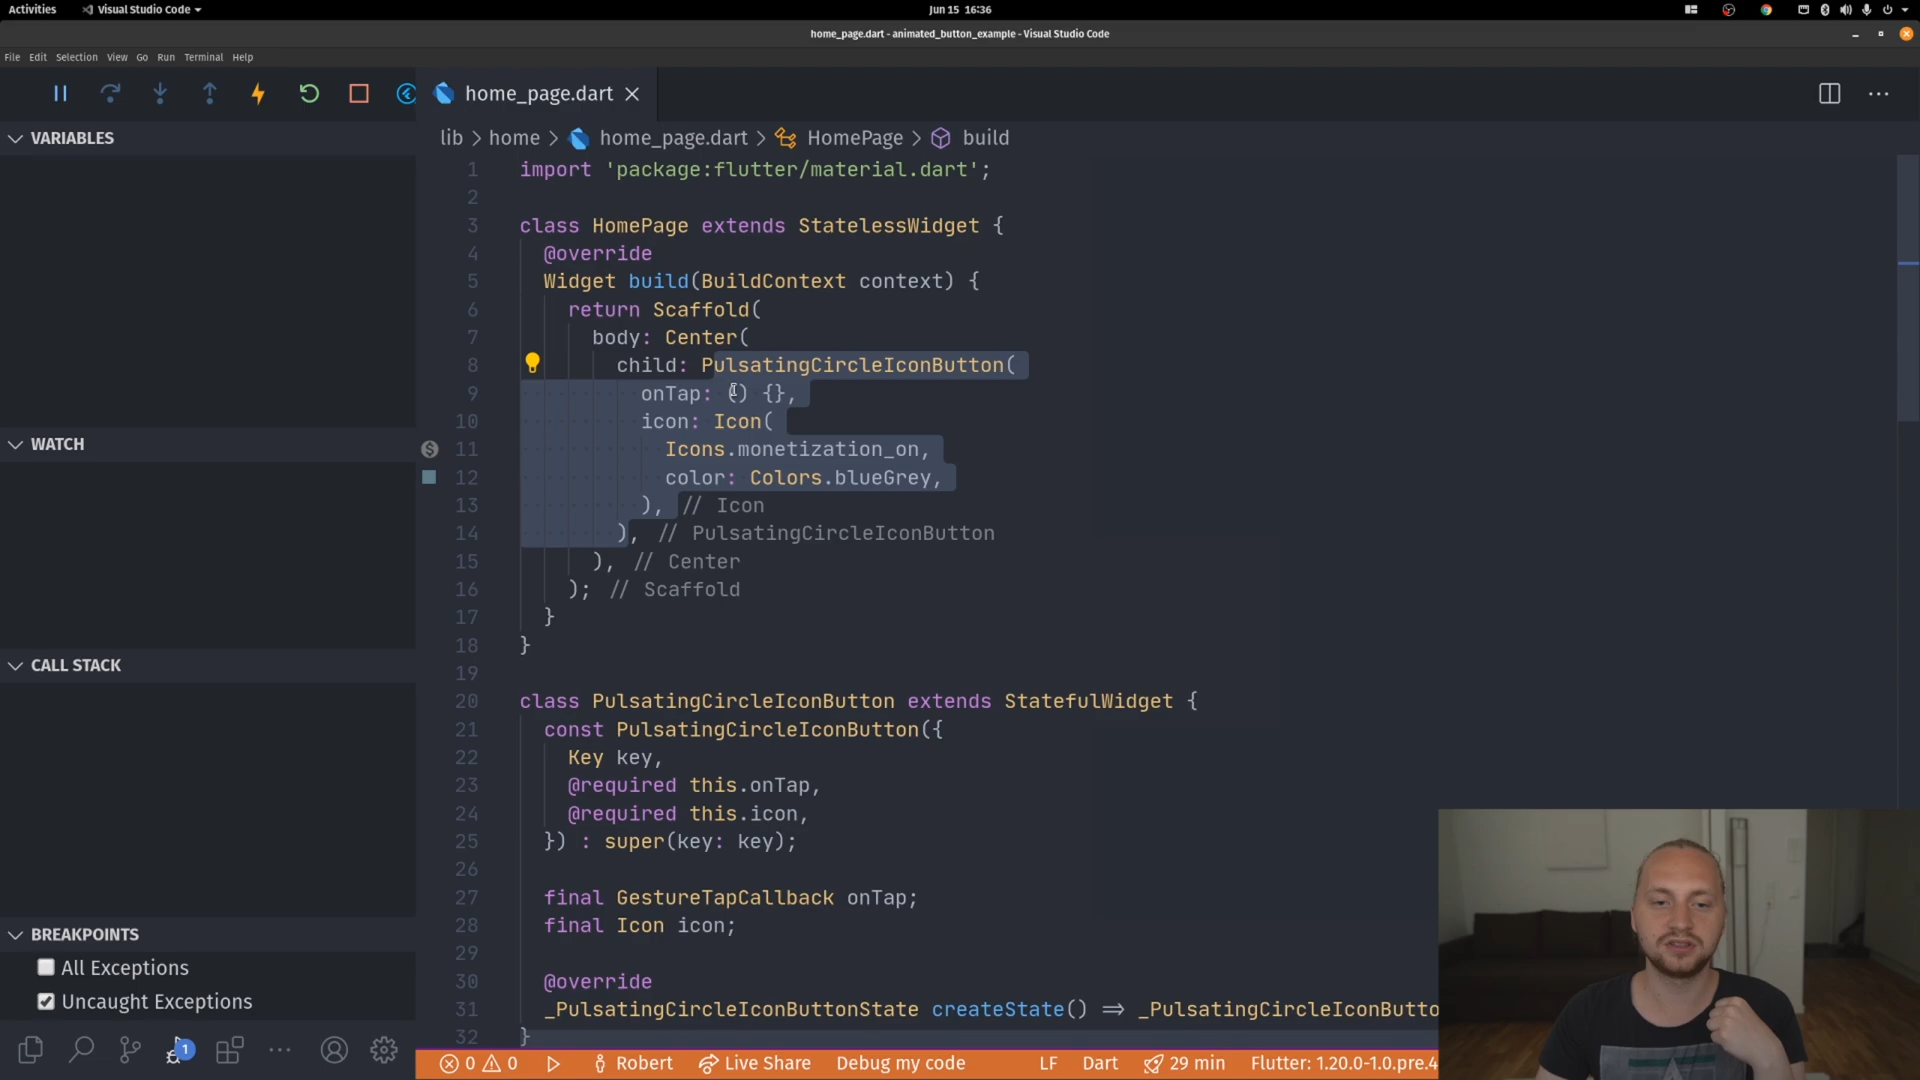 Activities
Visual Studio Code
Jun 15 16:36
home_page.dart - animated_button_example - Visual Studio Code
File Edit Selection View Go Run Terminal Help
home_page.dart
lib > home > home_page.dart > HomePage > build
VARIABLES
WATCH
CALL STACK
BREAKPOINTS
All Exceptions
Uncaught Exceptions
1
1 import 'package:flutter/material.dart';
2
3 class HomePage extends StatelessWidget {
4 @override
5 Widget build(BuildContext context) {
6 return Scaffold(
7 body: Center(
8 child: PulsatingCircleIconButton(
9 onTap: () {},
10 icon: Icon(
11 Icons.monetization_on,
12 color: Colors.blueGrey,
13 ), // Icon
14 ), // PulsatingCircleIconButton
15 ), // Center
16 ); // Scaffold
17 }
18 }
19
20 class PulsatingCircleIconButton extends StatefulWidget {
21 const PulsatingCircleIconButton({
22 Key key,
23 @required this.onTap,
24 @required this.icon,
25 }) : super(key: key);
26
27 final GestureTapCallback onTap;
28 final Icon icon;
29
30 @override
31 _PulsatingCircleIconButtonState createState() => _PulsatingCircleIconButto
32 }
0 0 Robert Live Share Debug my code LF Dart 29 min Flutter: 1.20.0-1.0.pre.4